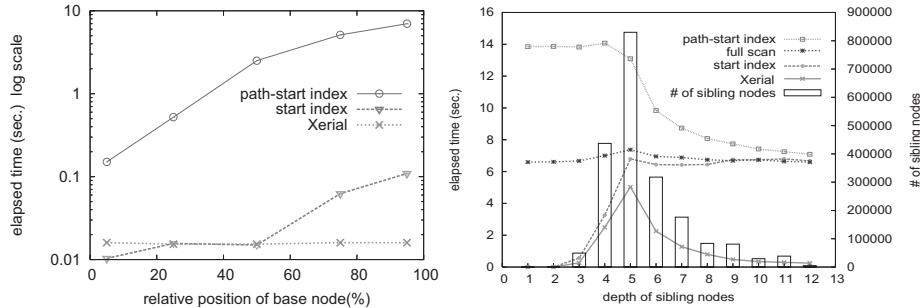 elapsed time (sec.) log scale
10
1
0.1
0.01
path-start index
start index
Xerial
0 20 40 60 80 100
relative position of base node(%)
elapsed time (sec.)
16
14
12
10
8
6
4
2
0
path-start index
full scan
start index
Xerial
# of sibling nodes
900000
800000
700000
600000
500000
400000
300000
200000
100000
0
# of sibling nodes
0 1 2 3 4 5 6 7 8 9 10 11 12 13
depth of sibling nodes